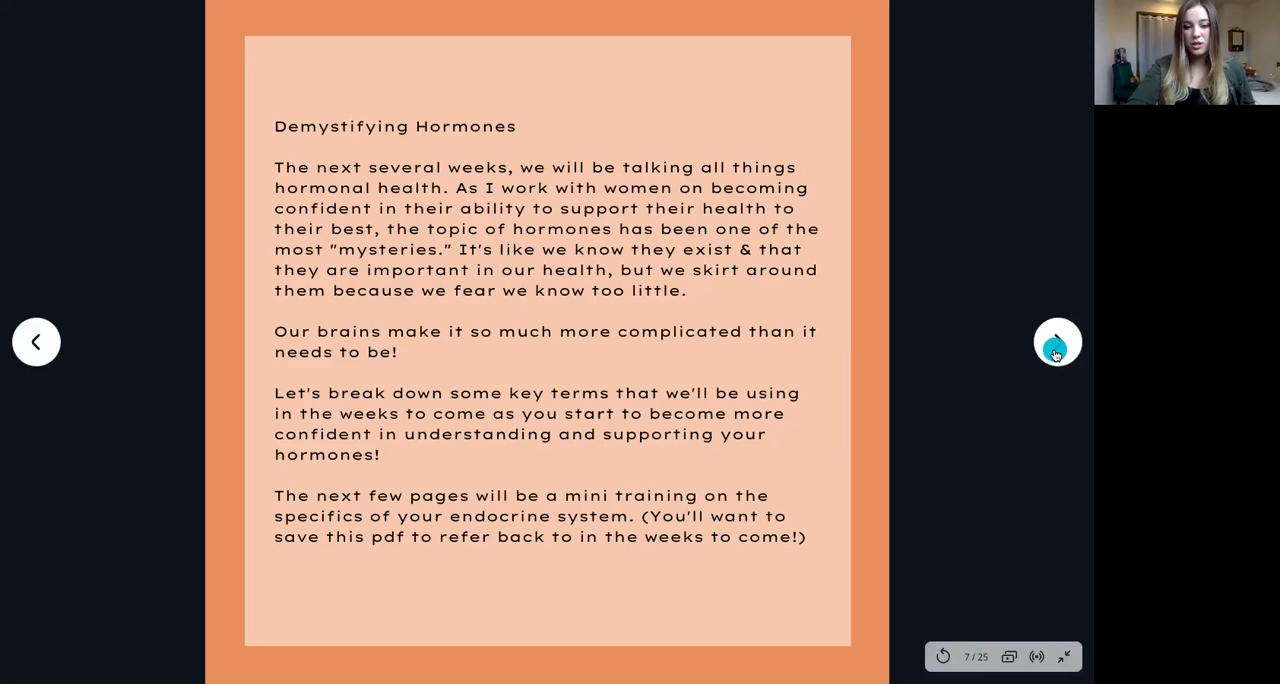 Demystifying Hormones
The next several weeks, we will be talking all things
hormonal health. As I work with women on becoming
confident in their ability to support their health to
their best, the topic of hormones has been one of the
most "mysteries." It's like we know they exist & that
they are important in our health, but we skirt around
them because we fear we know too little.
Our brains make it so much more complicated than it
needs to be!
Let's break down some key terms that we'll be using
in the weeks to come as you start to become more
confident in understanding and supporting your
hormones!
The next few pages will be a mini training on the
specifics of your endocrine system. (You'll want to
save this pdf to refer back to in the weeks to come!)
7 / 25